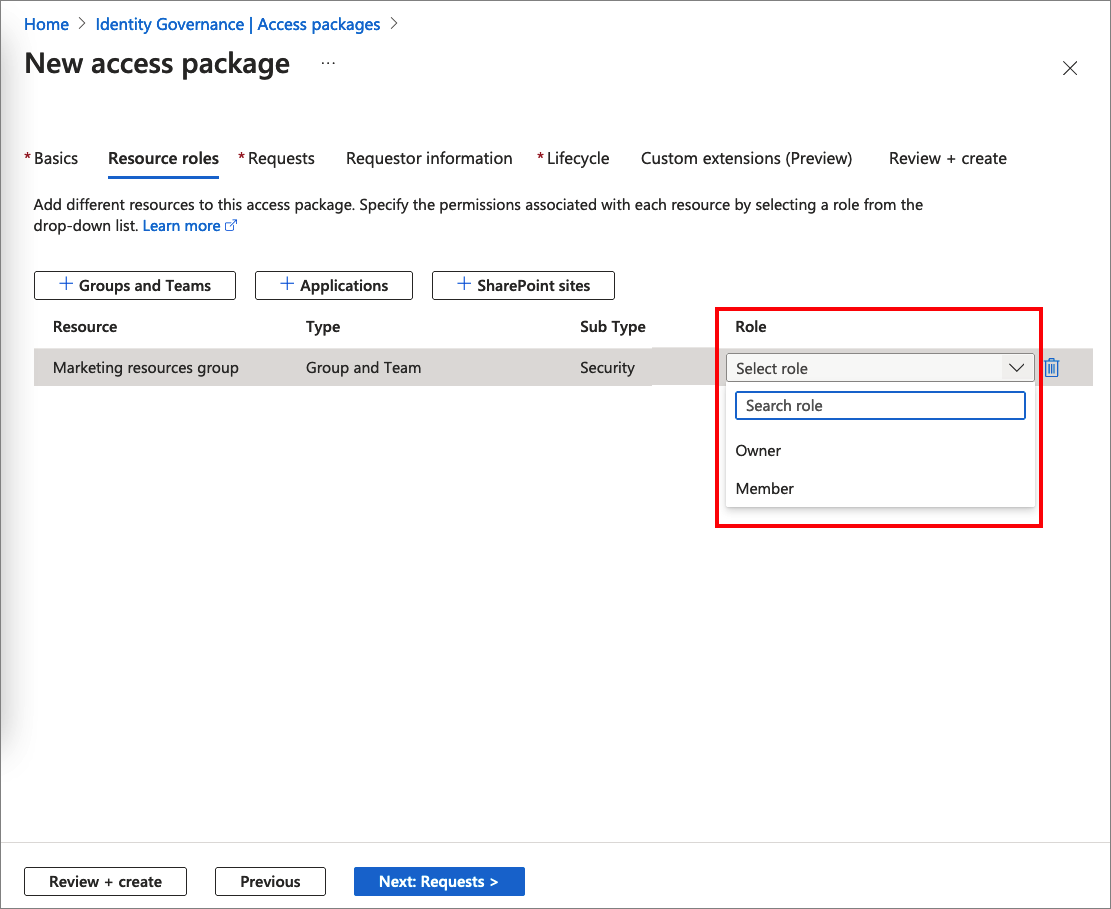 Home > Identity Governance | Access packages >
New access package ...
* Basics Resource roles * Requests Requestor information * Lifecycle Custom extensions (Preview) Review + create
Add different resources to this access package. Specify the permissions associated with each resource by selecting a role from the
drop-down list. Learn more
+ Groups and Teams + Applications + SharePoint sites
Resource Type Sub Type Role
Marketing resources group Group and Team Security Select role
Search role
Owner
Member
Review + create Previous Next: Requests >